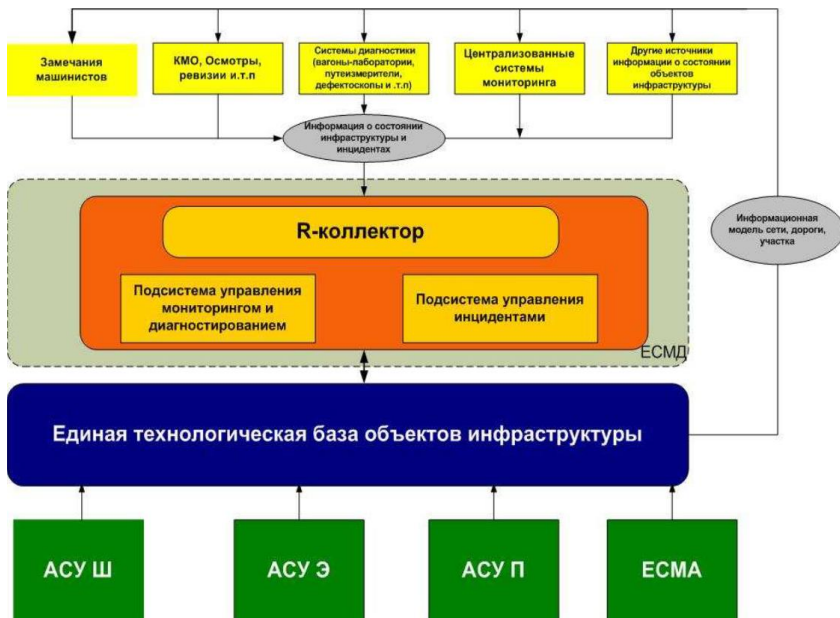 Замечания
машинистов
КМО, Осмотры,
ревизии и.т.п
Системы диагностики
(вагоны-лаборатории,
путеизмерители,
дефектоскопы и .т.п)
Централизованные
системы
мониторинга
Другие источники
информации о состоянии
объектов
инфраструктуры
Информация о состоянии
инфраструктуры и
инцидентах
R-коллектор
Подсистема управления
мониторингом и
диагностированием
Подсистема управления
инцидентами
ЕСМД
Информационная
модель сети, дороги,
участка
Единая технологическая база объектов инфраструктуры
АСУ Ш
АСУ Э
АСУ П
ЕСМА